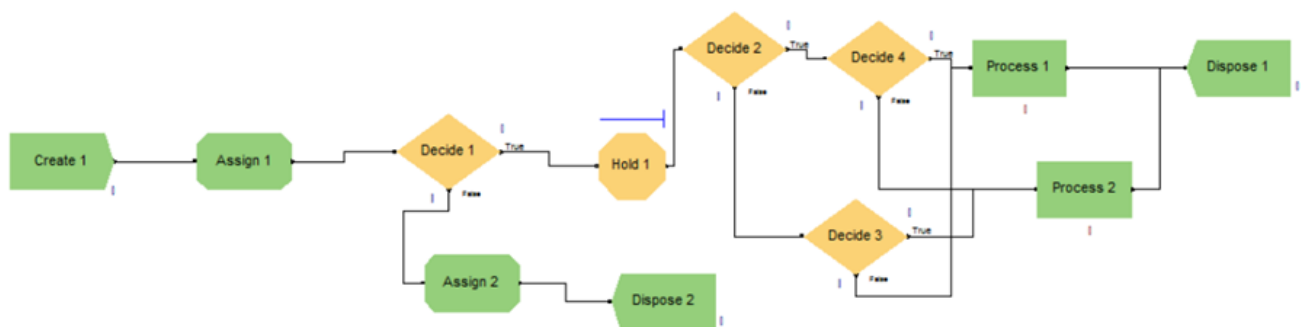 Create 1
Assign 1
Decide 1
True
False
Assign 2
Dispose 2
Hold 1
Decide 2
True
False
Decide 4
True
False
Decide 3
True
False
Process 1
Process 2
Dispose 1